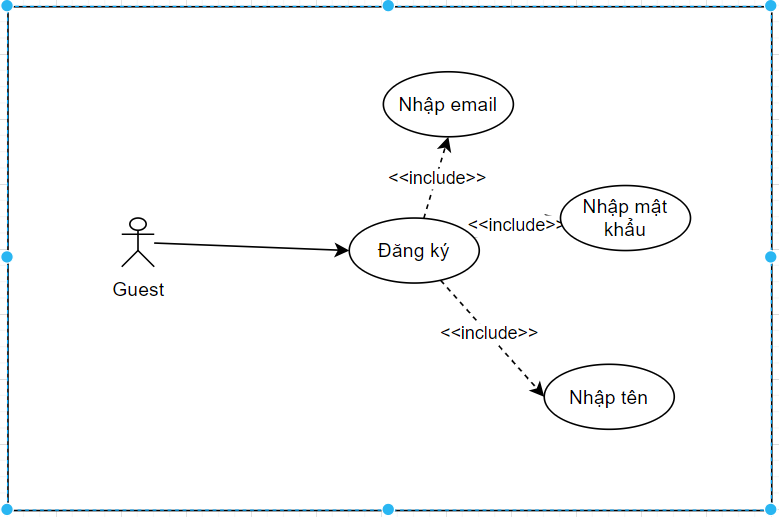 Nhập email
<<include>>
Nhập mật
khẩu
<<include>>
Đăng ký
Guest
<<include>>
Nhập tên